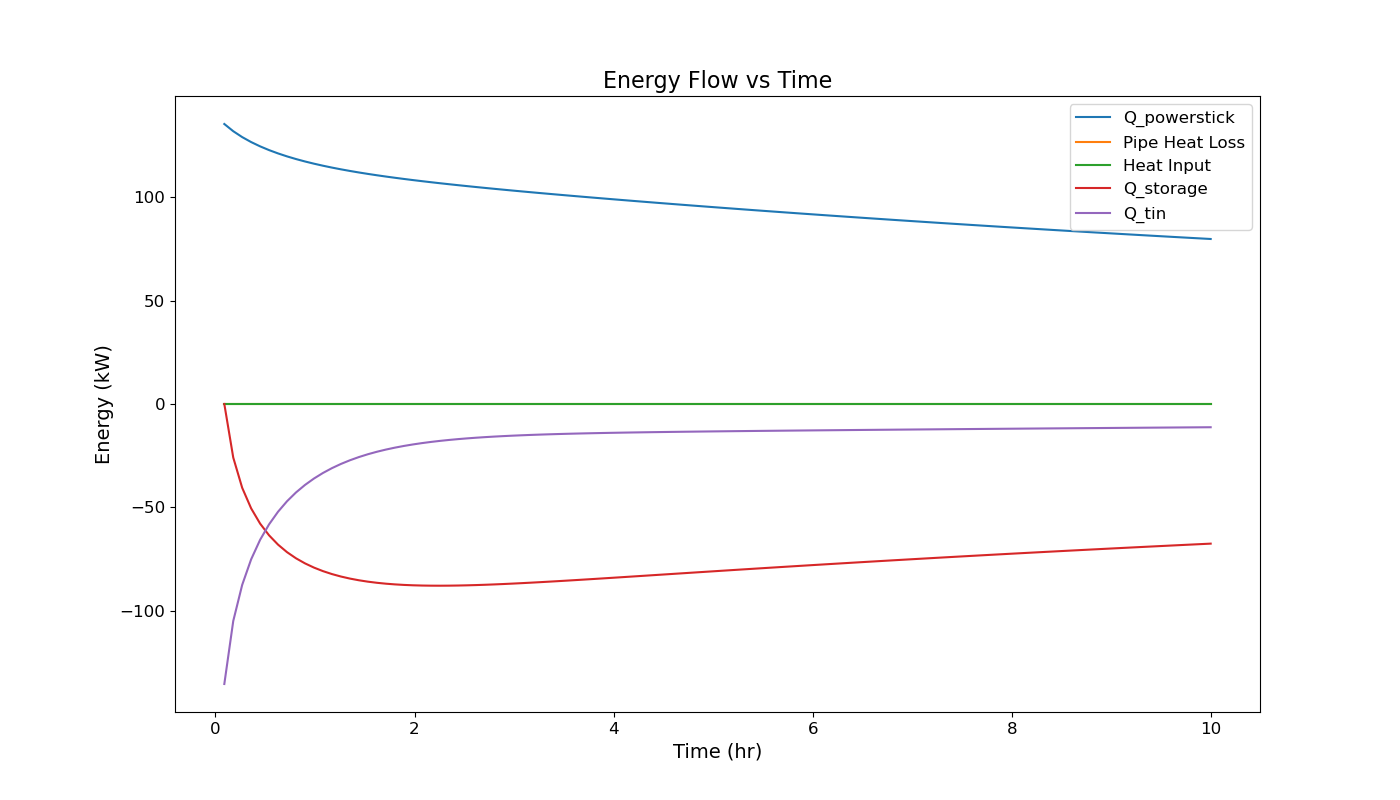 Energy Flow vs Time
Q_powerstick
Pipe Heat Loss
Heat Input
Q_storage
Q_tin
Energy (kW)
100
50
0
−50
−100
0 2 4 6 8 10
Time (hr)